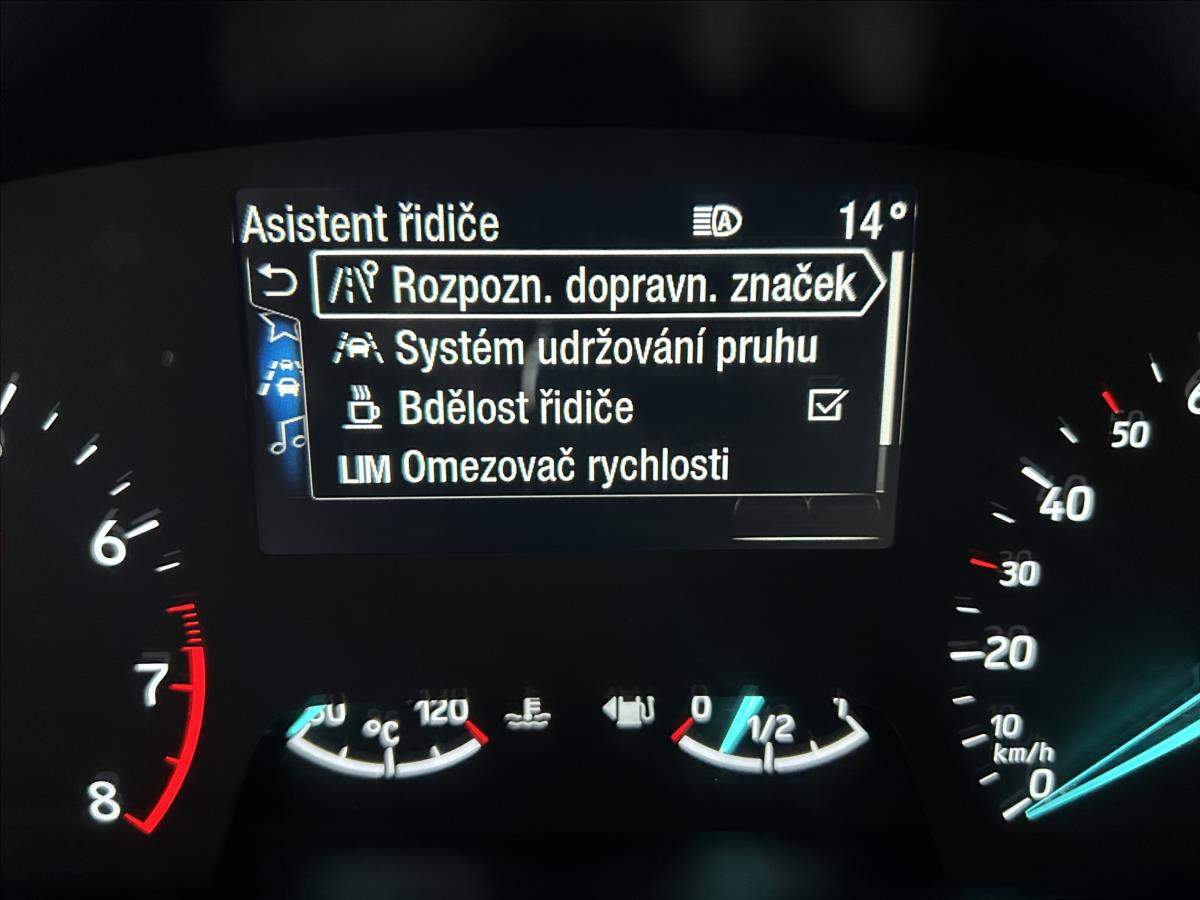 Asistent řidiče 14°
Rozpozn. dopravn. značek
Systém udržování pruhu
Bdělost řidiče
LIM Omezovač rychlosti
6
7
8
120
°C
0
1/2
1
50
40
30
20
10
km/h
0